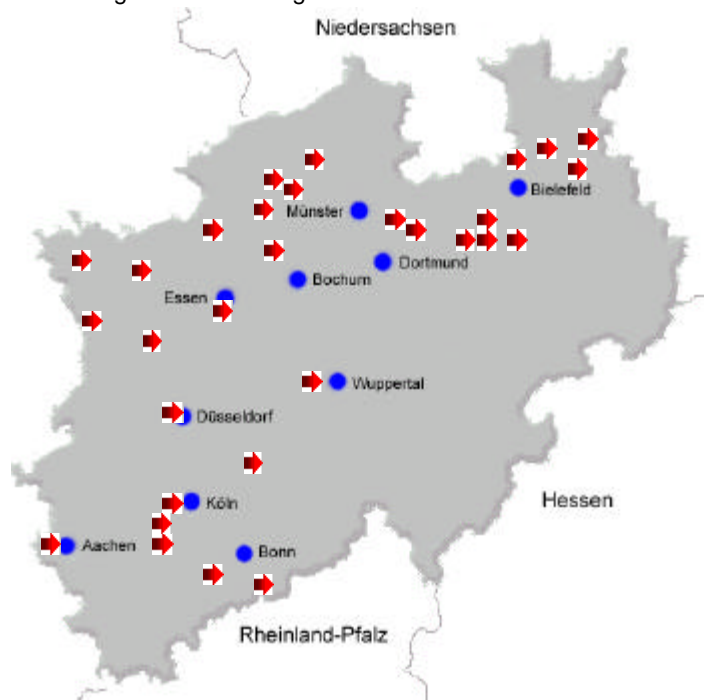 Niedersachsen
Bielefeld
Münster
Dortmund
Bochum
Essen
Wuppertal
Düsseldorf
Köln
Hessen
Aachen
Bonn
Rheinland-Pfalz